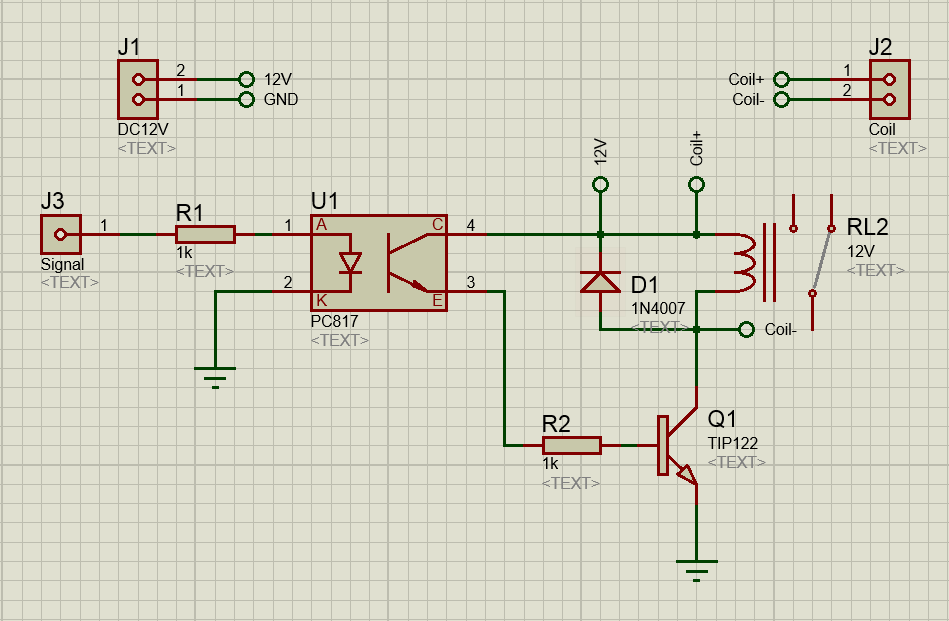 J1
2 12V
1 GND
DC12V
<TEXT>
J2
Coil+ 1
Coil- 2
Coil
<TEXT>
J3
1
Signal
<TEXT>
R1
1k
<TEXT>
U1
1 A C 4
2 K E 3
PC817
<TEXT>
12V
Coil+
RL2
12V
<TEXT>
D1
1N4007
<TEXT>
Coil-
R2
1k
<TEXT>
Q1
TIP122
<TEXT>